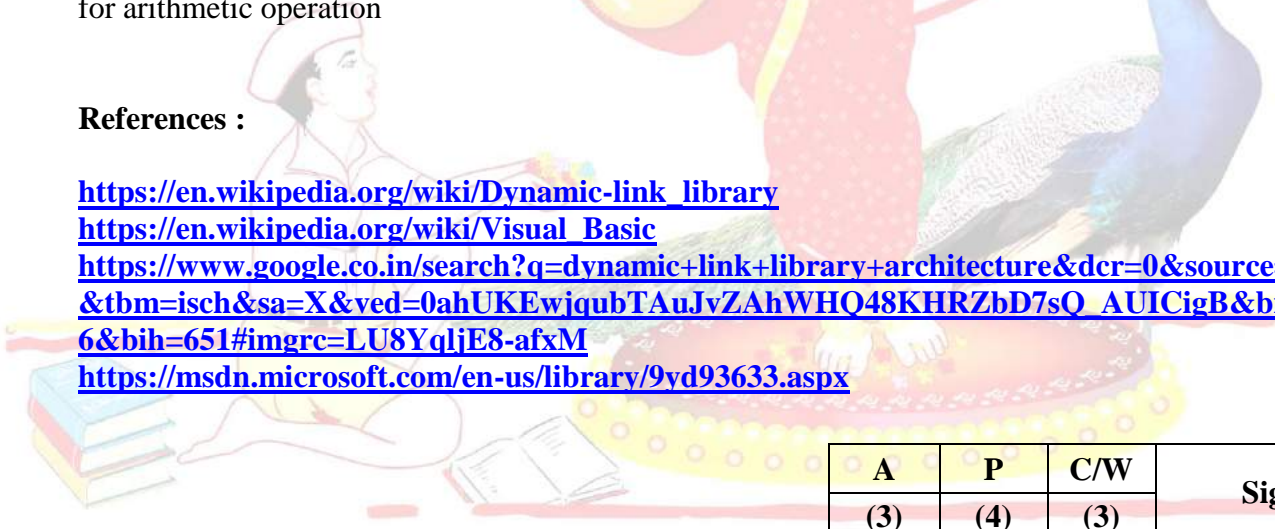 for arithmetic operation
References :
https://en.wikipedia.org/wiki/Dynamic-link_library
https://en.wikipedia.org/wiki/Visual_Basic
https://www.google.co.in/search?q=dynamic+link+library+architecture&dcr=0&source
&tbm=isch&sa=X&ved=0ahUKEwjqubTAuJvZAhWHQ48KHRZbD7sQ_AUICigB&b
6&bih=651#imgrc=LU8YqljE8-afxM
https://msdn.microsoft.com/en-us/library/9yd93633.aspx
A P C/W
(3) (4) (3)